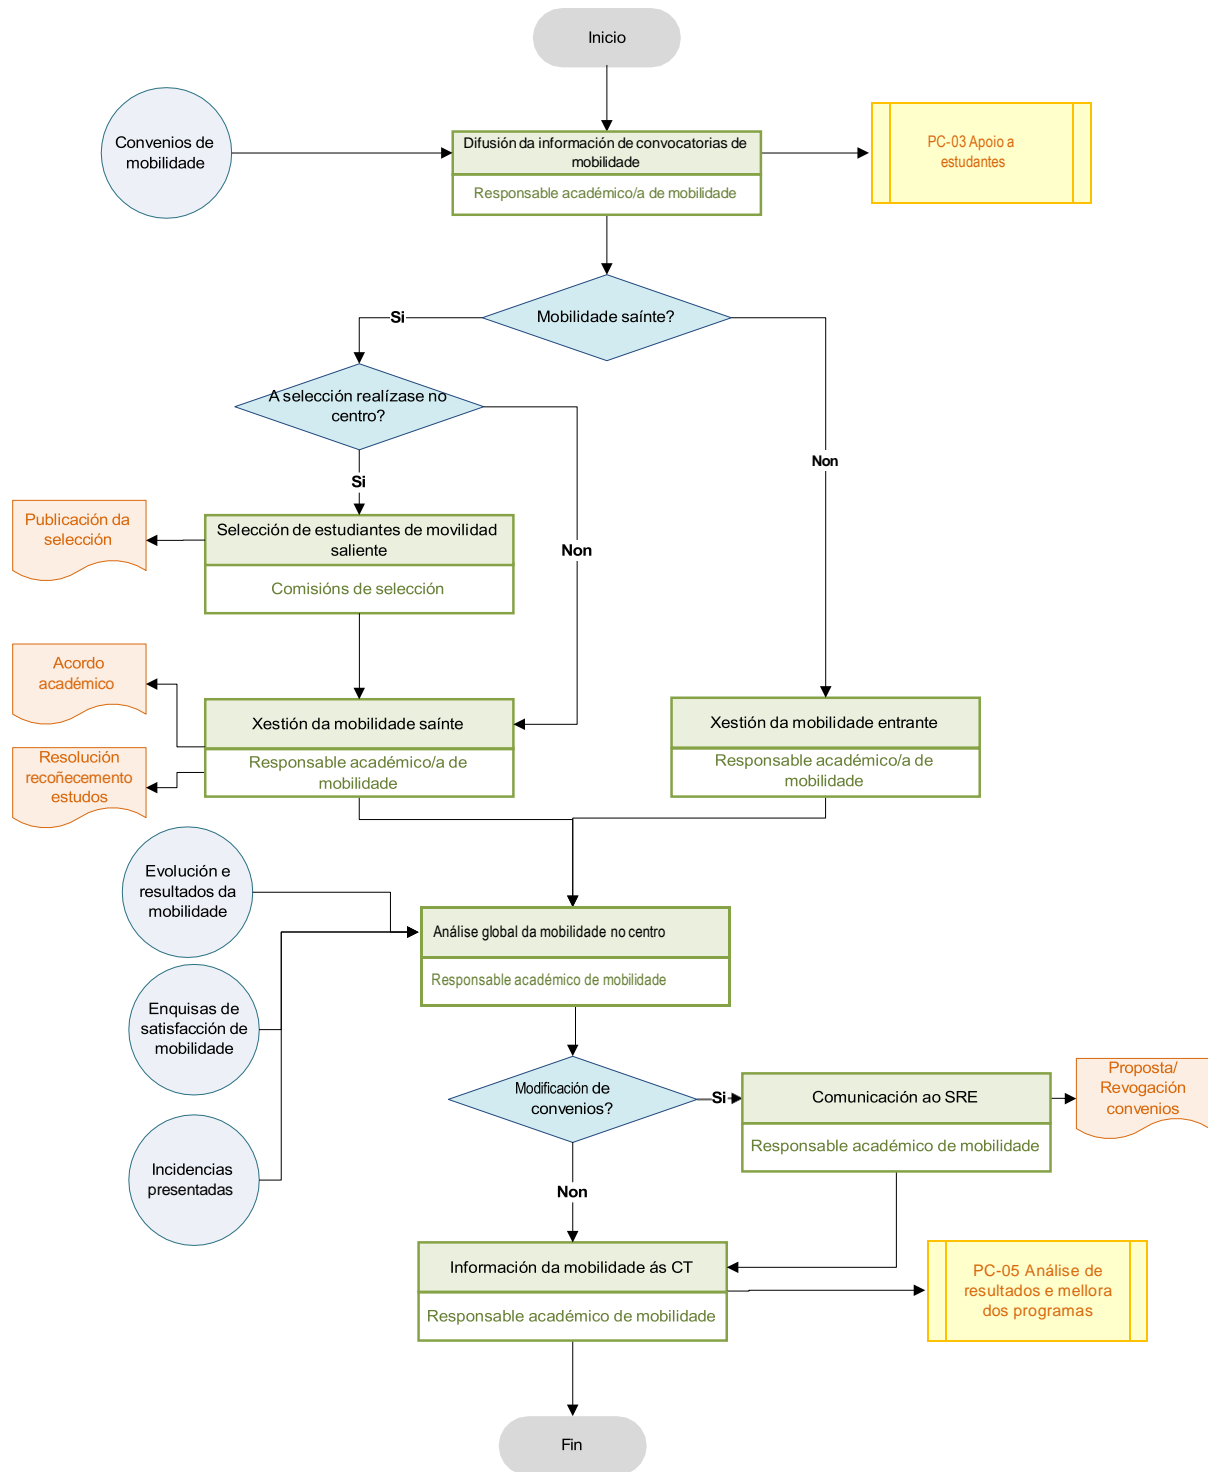 Inicio
Convenios de
mobilidade
Difusión da información de convocatorias de
mobilidade
Responsable académico/a de mobilidade
PC-03 Apoio a
estudantes
Mobilidade saínte?
Si
A selección realízase no
centro?
Non
Si
Publicación da
selección
Selección de estudiantes de movilidad
saliente
Comisións de selección
Non
Acordo
académico
Xestión da mobilidade saínte
Responsable académico/a de
mobilidade
Xestión da mobilidade entrante
Responsable académico/a de
mobilidade
Resolución
recoñecemento
estudos
Evolución e
resultados da
mobilidade
Análise global da mobilidade no centro
Responsable académico de mobilidade
Enquisas de
satisfacción de
mobilidade
Modificación de
convenios?
Si
Comunicación ao SRE
Responsable académico de mobilidade
Proposta/
Revogación
convenios
Incidencias
presentadas
Non
Información da mobilidade ás CT
Responsable académico de mobilidade
PC-05 Análise de
resultados e mellora
dos programas
Fin